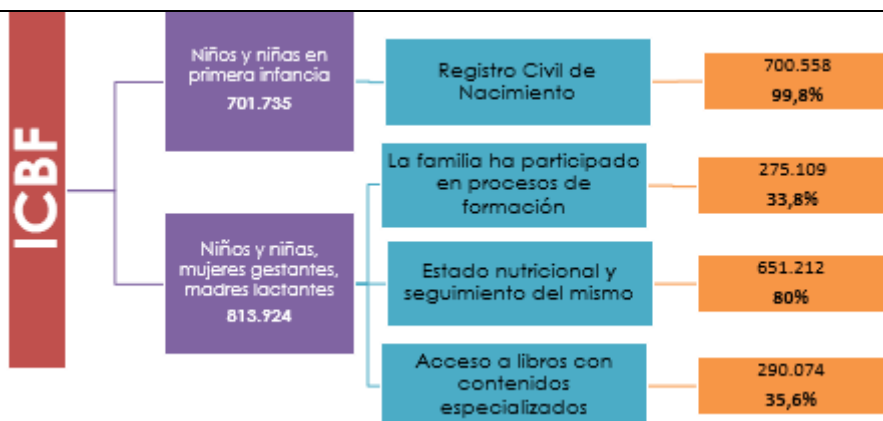 ICBF
Niños y niñas en
primera infancia
701.735
Registro Civil de
Nacimiento
700.558
99,8%
Niños y niñas,
mujeres gestantes,
madres lactantes
813.924
La familia ha participado
en procesos de
formación
275.109
33,8%
Estado nutricional y
seguimiento del mismo
651.212
80%
Acceso a libros con
contenidos
especializados
290.074
35,6%